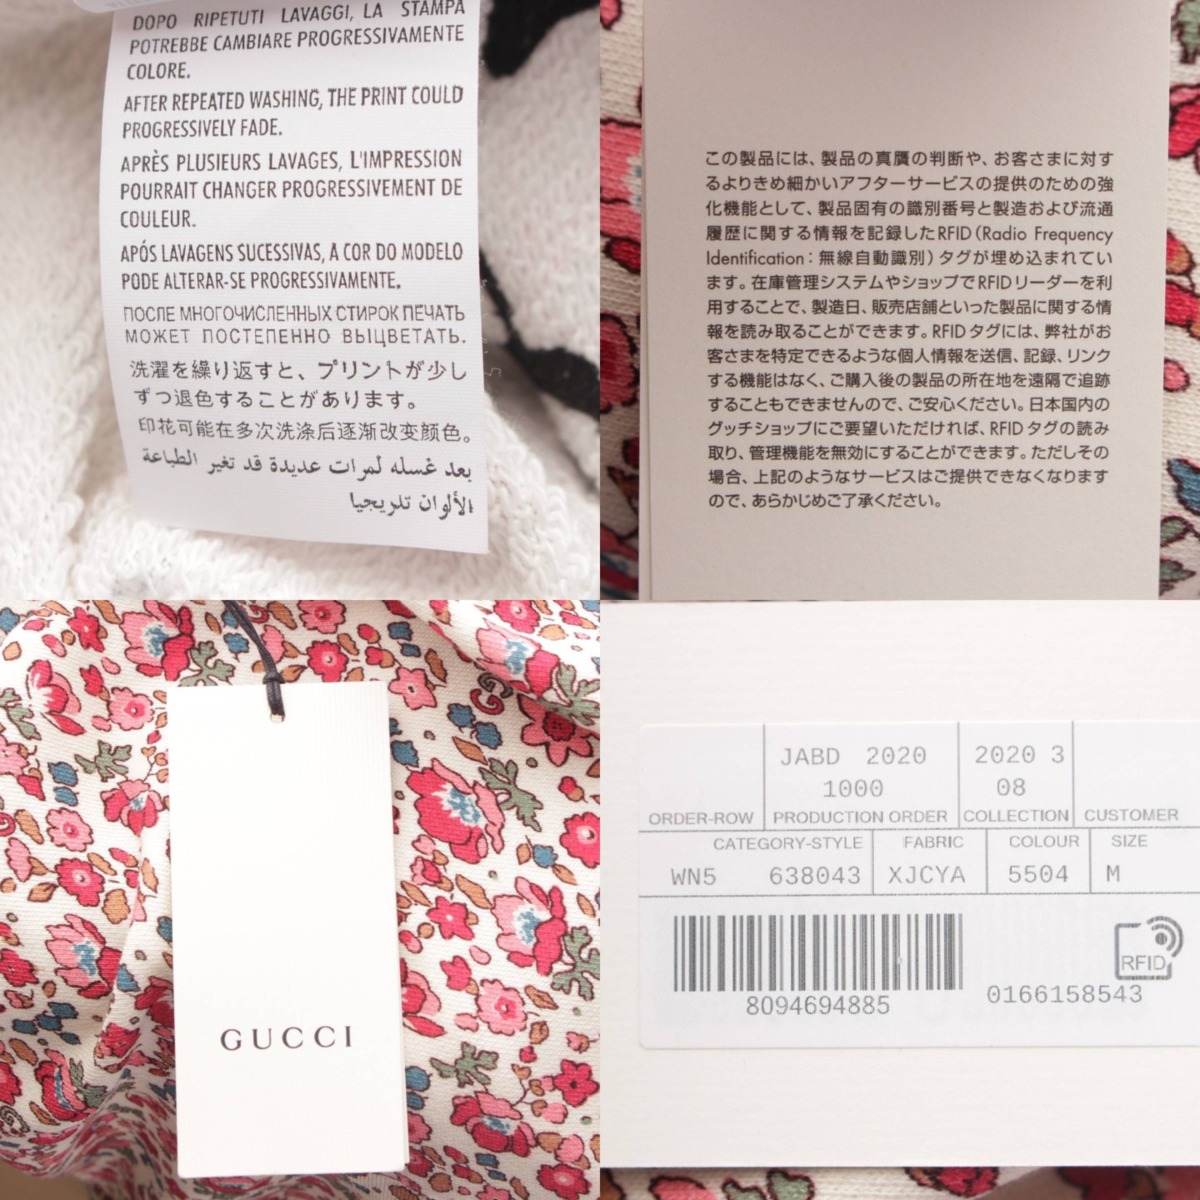 DOPO RIPETUTI LAVAGGI, LA STAMPA
POTREBBE CAMBIARE PROGRESSIVAMENTE
COLORE.
AFTER REPEATED WASHING, THE PRINT COULD
PROGRESSIVELY FADE.
APRÈS PLUSIEURS LAVAGES, L'IMPRESSION
POURRAIT CHANGER PROGRESSIVEMENT DE
COULEUR.
APÓS LAVAGENS SUCESSIVAS, A COR DO MODELO
PODE ALTERAR-SE PROGRESSIVAMENTE.
ПОСЛЕ МНОГОЧИСЛЕННЫХ СТИРОК ПЕЧАТЬ
МОЖЕТ ПОСТЕПЕННО ВЫЦВЕТАТЬ.
洗濯を繰り返すと、プリントが少し
ずつ退色することがあります。
印花可能在多次洗涤后逐渐改变颜色。
بعد غسله لمرات عديدة قد تغير الطباعة
الألوان تدريجيا
この製品には、製品の真贋の判断や、お客さまに対す
るよりきめ細かいアフターサービスの提供のための強
化機能として、製品固有の識別番号と製造および流通
履歴に関する情報を記録したRFID（Radio Frequency
Identification：無線自動識別）タグが埋め込まれてい
ます。在庫管理システムやショップでRFIDリーダーを利
用することで、製造日、販売店舗といった製品に関する情
報を読み取ることができます。RFIDタグには、弊社がお
客さまを特定できるような個人情報を送信、記録、リンク
する機能はなく、ご購入後の製品の所在地を遠隔で追跡
することもできませんので、ご安心ください。日本国内の
グッチショップにご要望いただければ、RFIDタグの読み
取り、管理機能を無効にすることができます。ただしその
場合、上記のようなサービスはご提供できなくなります
ので、あらかじめご了承ください。
GUCCI
JABD 2020 2020 3
1000 08
ORDER-ROW PRODUCTION ORDER COLLECTION CUSTOMER
CATEGORY-STYLE FABRIC COLOUR SIZE
WN5 638043 XJCYA 5504 M
RFID
8094694885 0166158543